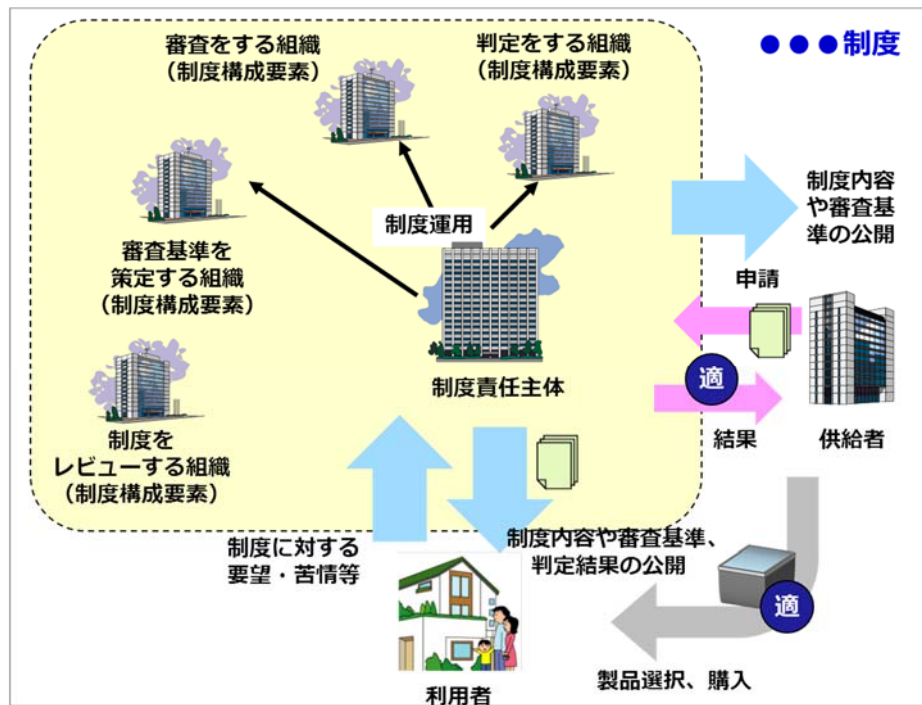 ●●●制度
審査をする組織
（制度構成要素）
判定をする組織
（制度構成要素）
審査基準を
策定する組織
（制度構成要素）
制度運用
制度責任主体
制度を
レビューする組織
（制度構成要素）
制度内容
や審査基
準の公開
申請
適
結果
供給者
制度に対する
要望・苦情等
制度内容や審査基準、
判定結果の公開
適
利用者
製品選択、購入